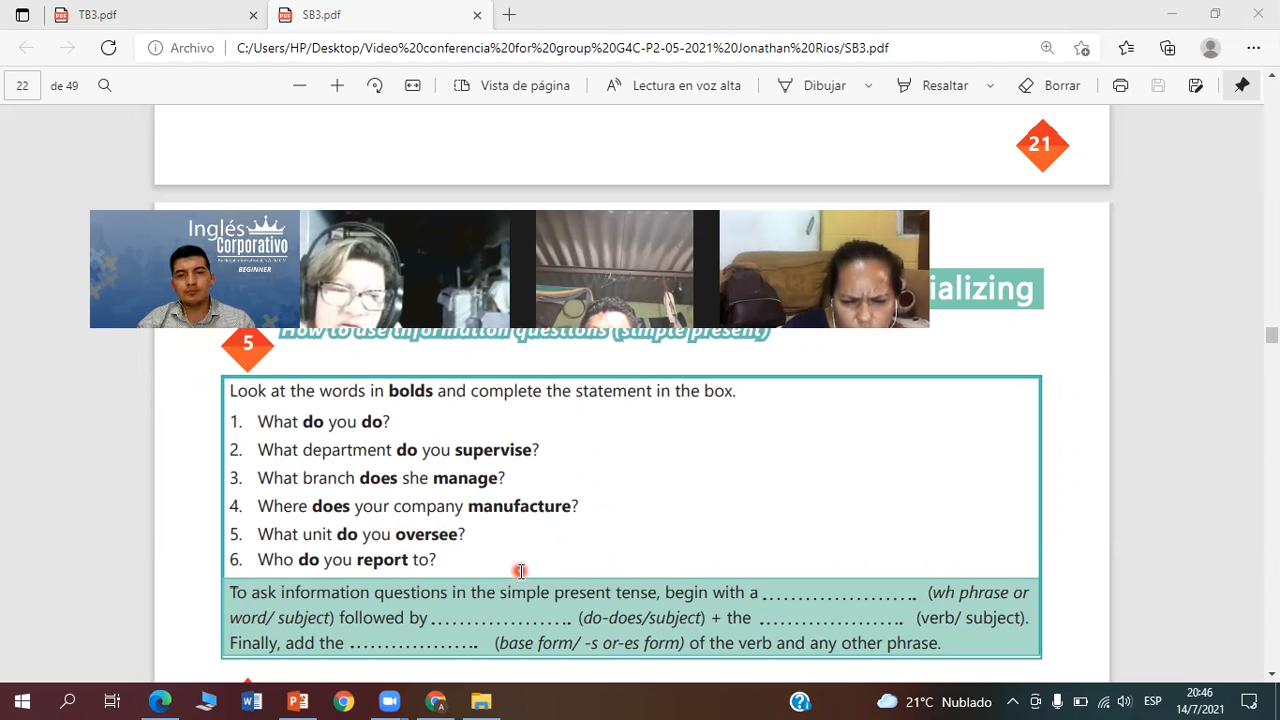 TB3.pdf
SB3.pdf
Archivo
C:/Users/HP/Desktop/Video%20conferencia%20for%20group%20G4C-P2-05-2021%20Jonathan%20Rios/SB3.pdf
22
de 49
Vista de página
Lectura en voz alta
Dibujar
Resaltar
Borrar
21
Inglés
Corporativo
BEGINNER
ializing
5
How to use information questions (simple present)
Look at the words in bolds and complete the statement in the box.
1. What do you do?
2. What department do you supervise?
3. What branch does she manage?
4. Where does your company manufacture?
5. What unit do you oversee?
6. Who do you report to?
To ask information questions in the simple present tense, begin with a ..................... (wh phrase or
word/ subject) followed by ................... (do-does/subject) + the ................... (verb/ subject).
Finally, add the ................. (base form/ -s or-es form) of the verb and any other phrase.
21°C Nublado
ESP
20:46
14/7/2021